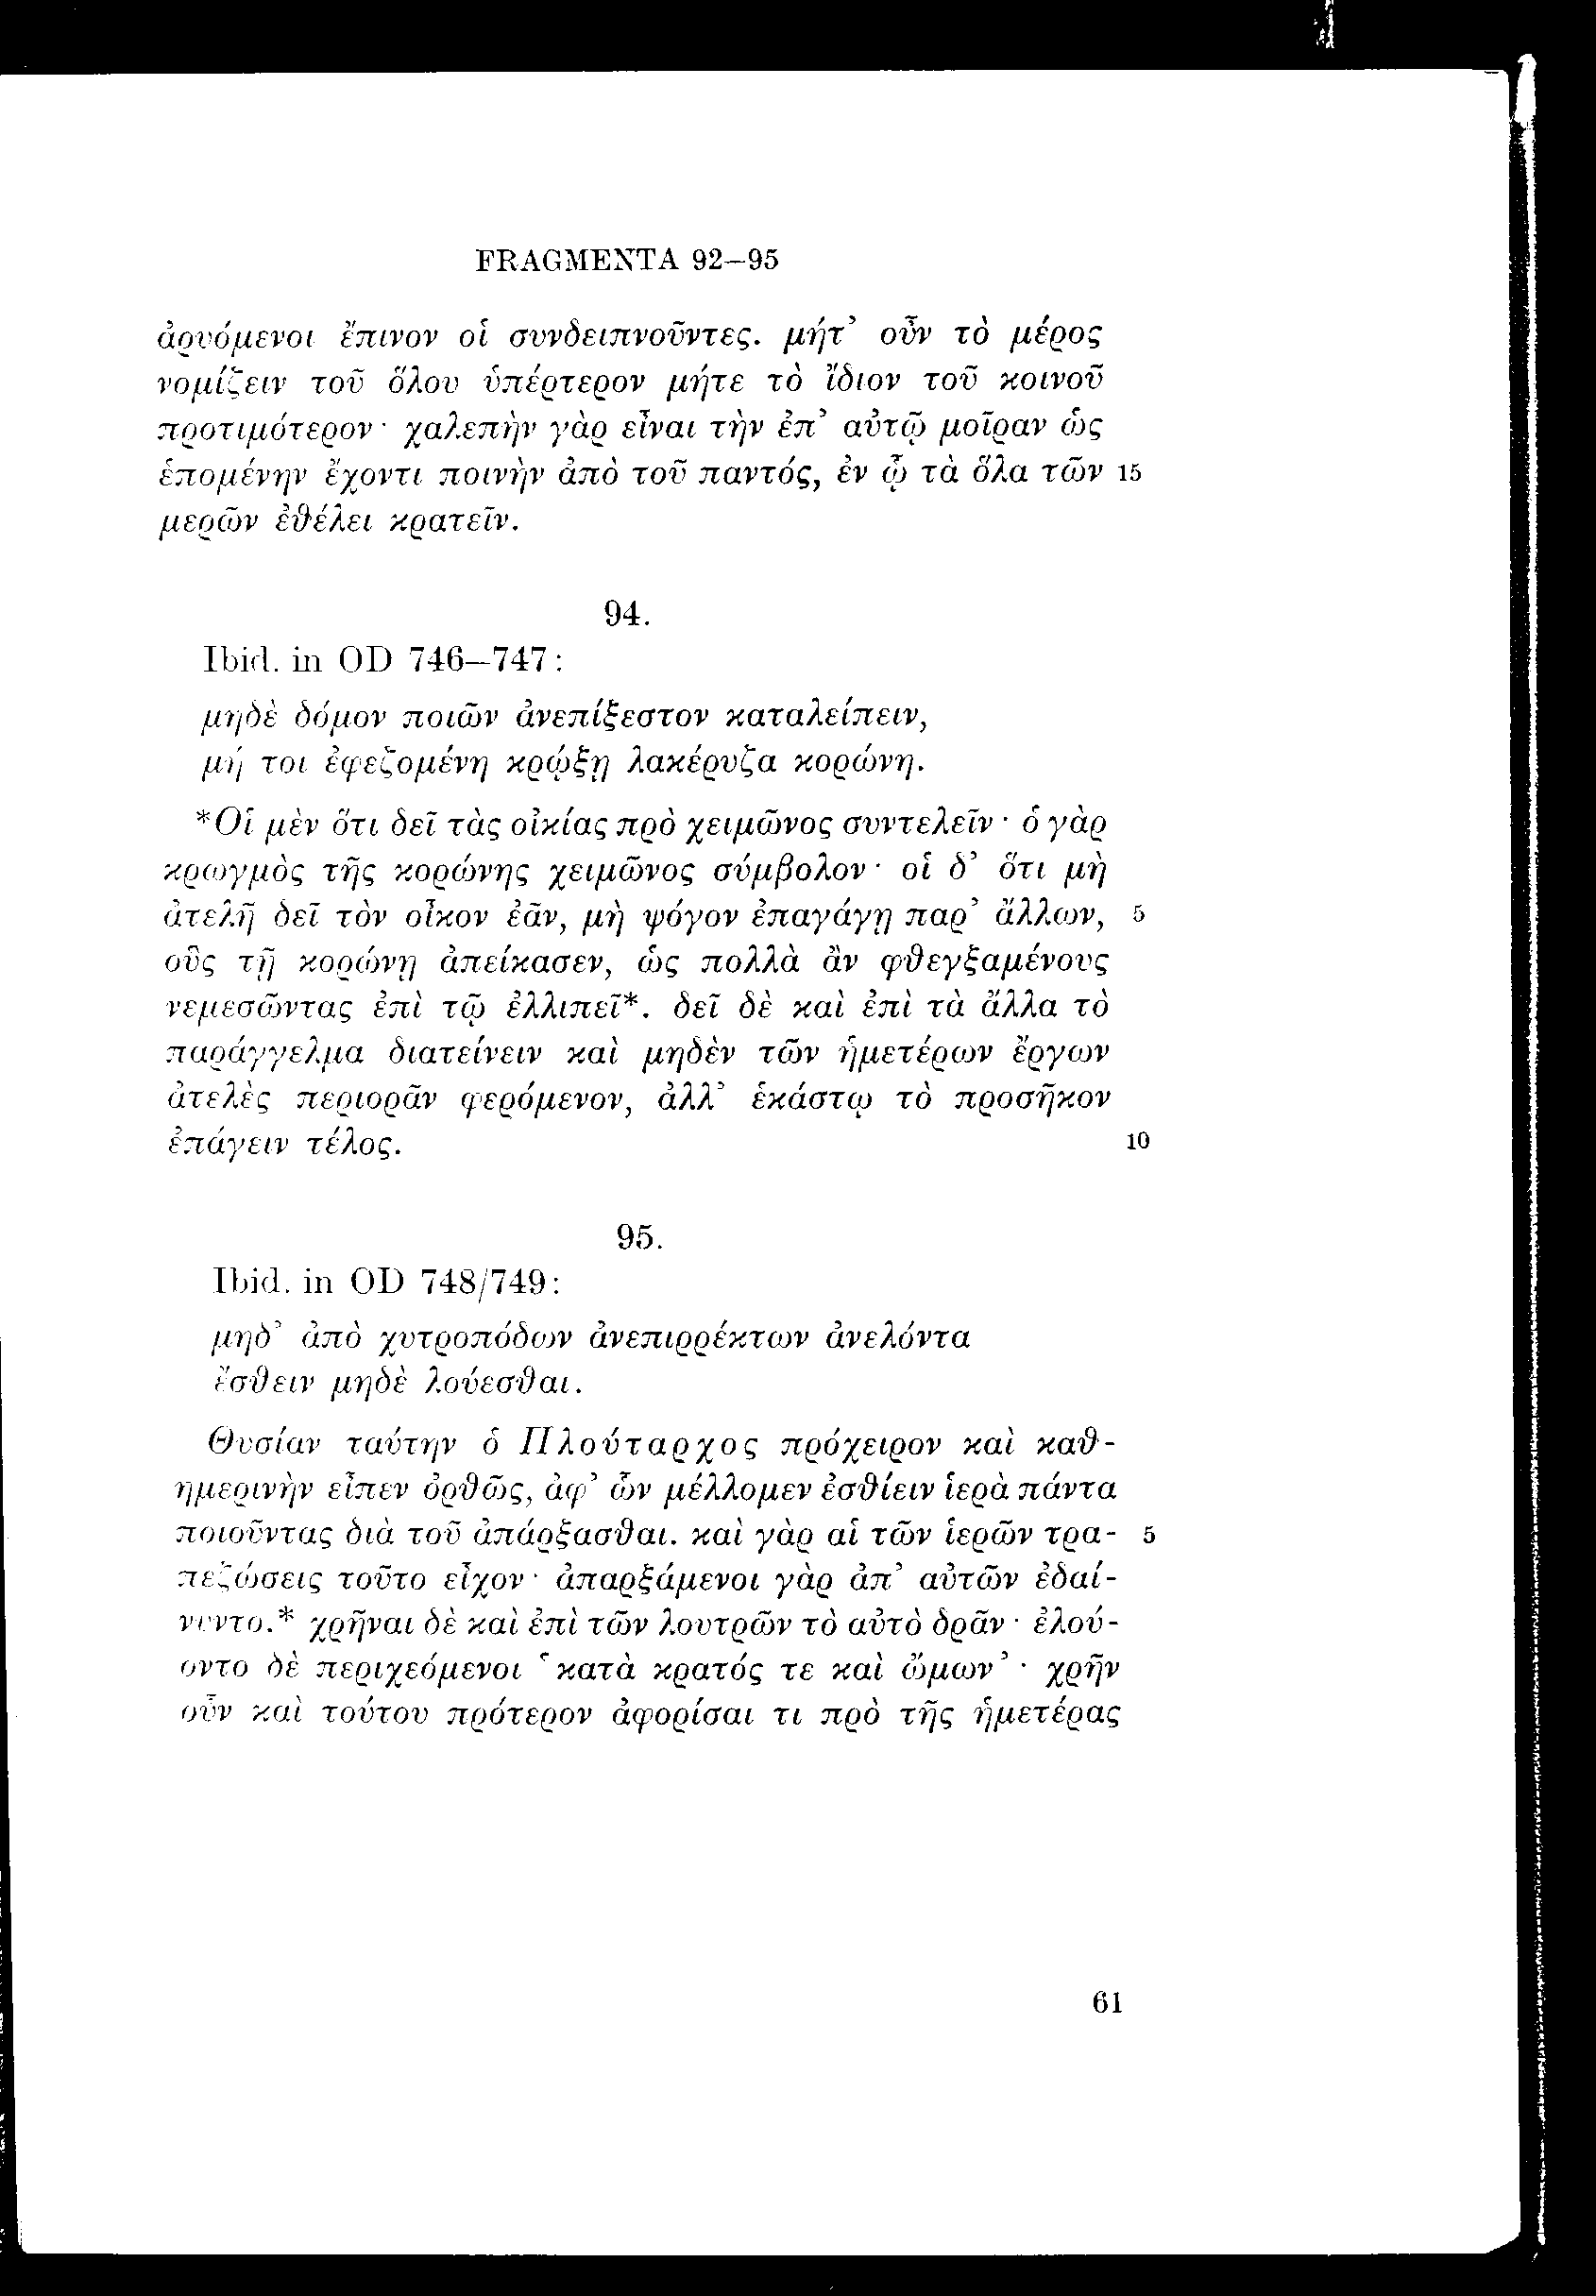 FRAGMENTA 92–95
ἀρυόμενοι ἔπινον οἱ συνδειπνοῦντες. μήτ’ οὖν τὸ μέρος
νομίζειν τοῦ ὅλου ὑπέρτερον μήτε τὸ ἴδιον τοῦ κοινοῦ
προτιμότερον· χαλεπὴν γὰρ εἶναι τὴν ἐπ’ αὐτῷ μοῖραν ὡς
ἑπομένην ἔχοντι ποινὴν ἀπὸ τοῦ παντός, ἐν ᾧ τὰ ὅλα τῶν 15
μερῶν ἐθέλει κρατεῖν.
94.
Ibid. in OD 746–747:
μηδὲ δόμον ποιῶν ἀνεπίξεστον καταλείπειν,
μή τοι ἐφεζομένη κρώξῃ λακέρυζα κορώνη.
*Οἱ μὲν ὅτι δεῖ τὰς οἰκίας πρὸ χειμῶνος συντελεῖν· ὁ γὰρ
κρωγμὸς τῆς κορώνης χειμῶνος σύμβολον· οἱ δ’ ὅτι μὴ
ἀτελῆ δεῖ τὸν οἶκον ἐᾶν, μὴ ψόγον ἐπαγάγῃ παρ’ ἄλλων, 5
οὓς τῇ κορώνῃ ἀπείκασεν, ὡς πολλὰ ἂν φθεγξαμένους
νεμεσῶντας ἐπὶ τῷ ἐλλιπεῖ*. δεῖ δὲ καὶ ἐπὶ τὰ ἄλλα τὸ
παράγγελμα διατείνειν καὶ μηδὲν τῶν ἡμετέρων ἔργων
ἀτελὲς περιορᾶν φερόμενον, ἀλλ’ ἑκάστῳ τὸ προσῆκον
ἐπάγειν τέλος. 10
95.
Ibid. in OD 748/749:
μηδ’ ἀπὸ χυτροπόδων ἀνεπιρρέκτων ἀνελόντα
ἔσθειν μηδὲ λούεσθαι.
Θυσίαν ταύτην ὁ Πλούταρχος πρόχειρον καὶ καθ-
ημερινὴν εἶπεν ὀρθῶς, ἀφ’ ὧν μέλλομεν ἐσθίειν ἱερὰ πάντα
ποιοῦντας διὰ τοῦ ἀπάρξασθαι. καὶ γὰρ αἱ τῶν ἱερῶν τρα- 5
πεζώσεις τοῦτο εἶχον· ἀπαρξάμενοι γὰρ ἀπ’ αὐτῶν ἐδαί-
νυντο.* χρῆναι δὲ καὶ ἐπὶ τῶν λουτρῶν τὸ αὐτὸ δρᾶν· ἐλού-
οντο δὲ περιχεόμενοι ‘κατὰ κρατός τε καὶ ὤμων’· χρῆν
οὖν καὶ τούτου πρότερον ἀφορίσαι τι πρὸ τῆς ἡμετέρας
61